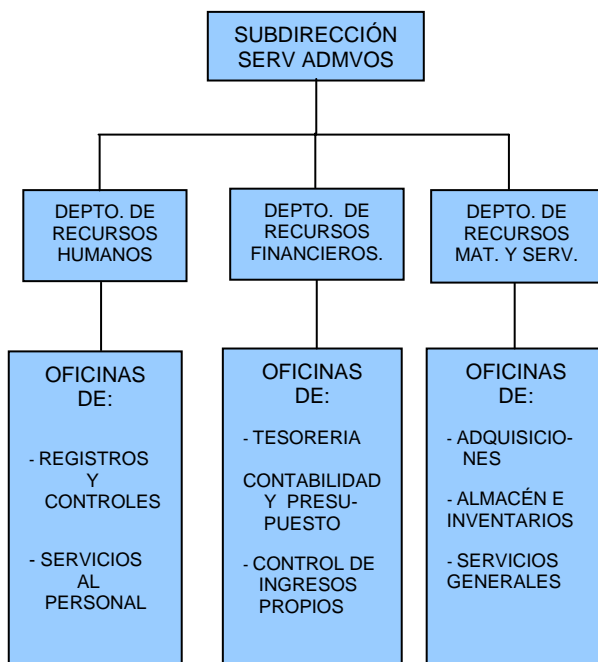 SUBDIRECCIÓN
SERV ADMVOS
DEPTO. DE
RECURSOS
HUMANOS
DEPTO. DE
RECURSOS
FINANCIEROS.
DEPTO. DE
RECURSOS
MAT. Y SERV.
OFICINAS
DE:
- REGISTROS
Y
CONTROLES
- SERVICIOS
AL
PERSONAL
OFICINAS
DE:
- TESORERIA
CONTABILIDAD
Y PRESU-
PUESTO
- CONTROL DE
INGRESOS
PROPIOS
OFICINAS
DE:
- ADQUISICIO-
NES
- ALMACÉN E
INVENTARIOS
- SERVICIOS
GENERALES